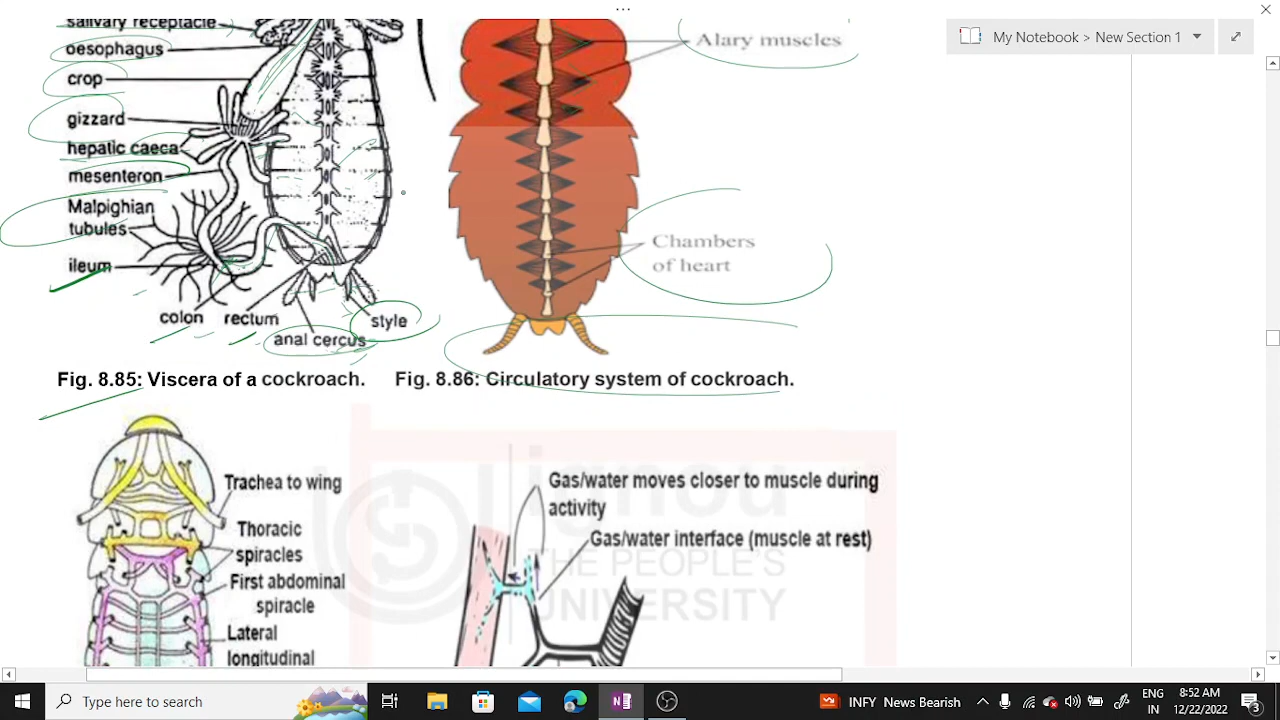 ...
My Notebook > New Section 1
salivary receptacle
oesophagus
crop
gizzard
hepatic caeca
mesenteron
Malpighian
tubules
ileum
colon
rectum
anal cercus
style
Alary muscles
Chambers
of heart
Fig. 8.85: Viscera of a cockroach.
Fig. 8.86: Circulatory system of cockroach.
Trachea to wing
Thoracic
spiracles
First abdominal
spiracle
Lateral
longitudinal
Gas/water moves closer to muscle during
activity
Gas/water interface (muscle at rest)
ignou
THE PEOPLE'S
UNIVERSITY
Type here to search
INFY News Bearish
ENG
IN
:52 AM
12/22/2022
3